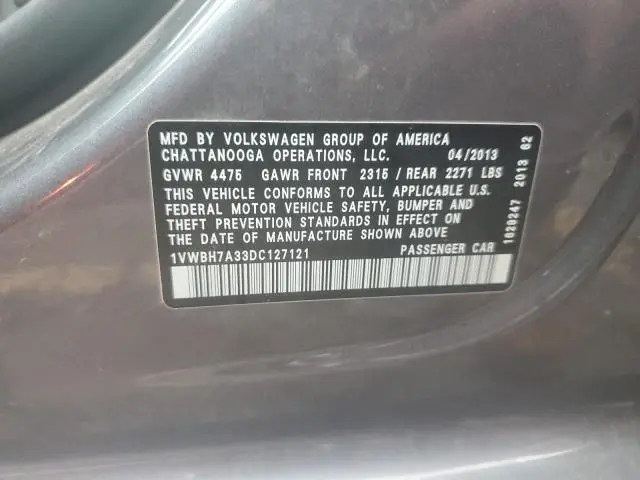 MFD BY VOLKSWAGEN GROUP OF AMERICA
CHATTANOOGA OPERATIONS, LLC. 04/2013
GVWR 4475 GAWR FRONT 2315 / REAR 2271 LBS
THIS VEHICLE CONFORMS TO ALL APPLICABLE U.S.
FEDERAL MOTOR VEHICLE SAFETY, BUMPER AND
THEFT PREVENTION STANDARDS IN EFFECT ON
THE DATE OF MANUFACTURE SHOWN ABOVE
1VWBH7A33DC127121 PASSENGER CAR
1029247 2013 62